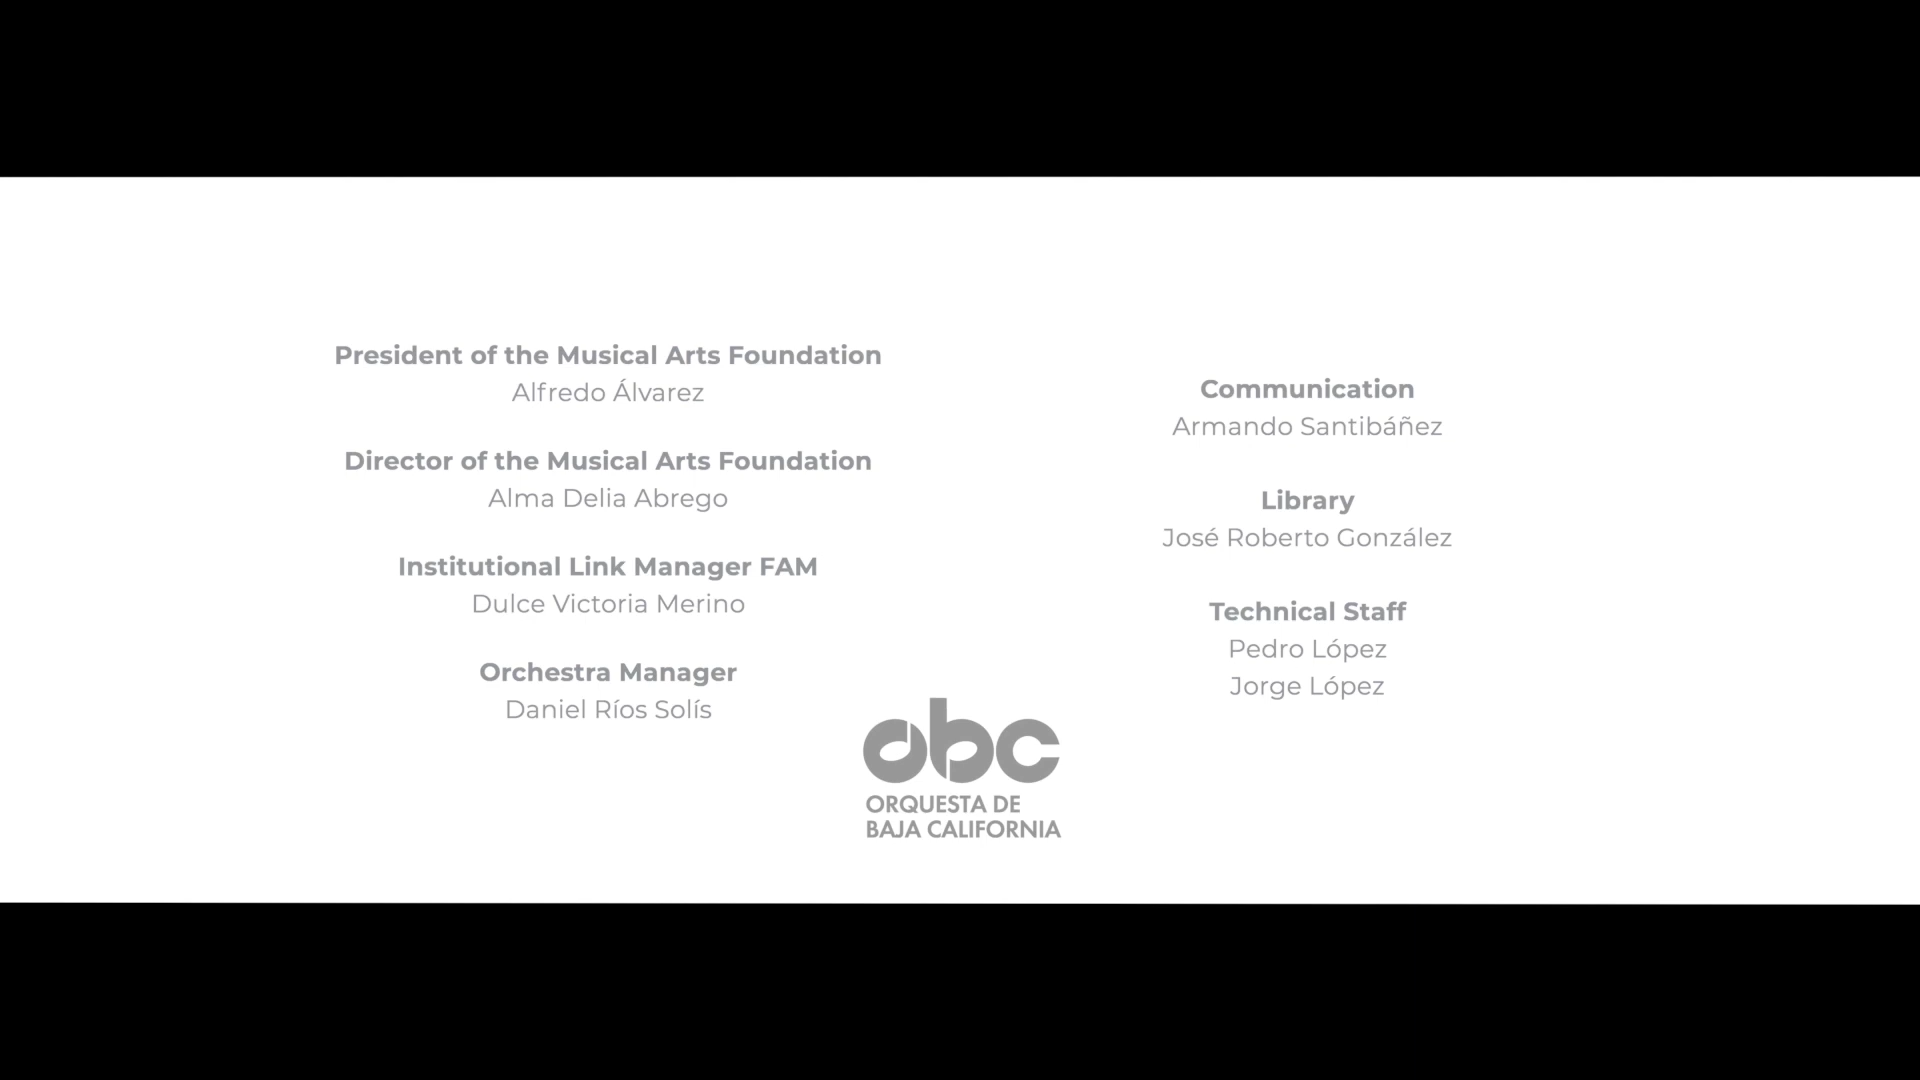 President of the Musical Arts Foundation
Alfredo Álvarez
Director of the Musical Arts Foundation
Alma Delia Abrego
Institutional Link Manager FAM
Dulce Victoria Merino
Orchestra Manager
Daniel Ríos Solís
Communication
Armando Santibáñez
Library
José Roberto González
Technical Staff
Pedro López
Jorge López
obc
ORQUESTA DE
BAJA CALIFORNIA